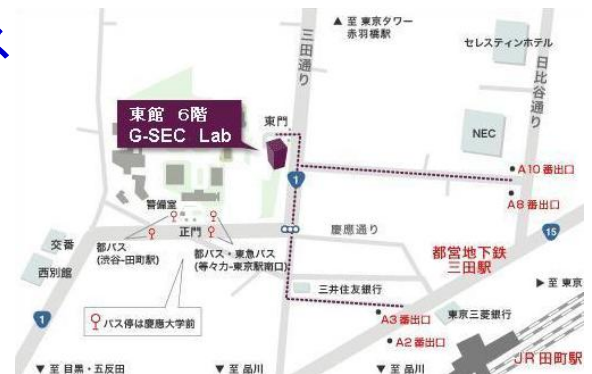 ス
▲ 至 東京タワー
赤羽橋駅
三田通り
セレスティンホテル
日比谷通り
東館 6階
G-SEC Lab
東門
NEC
1
A10 番出口
A8 番出口
警備室
正門
慶應通り
15
交番
西別館
都バス
(渋谷-田町駅)
都バス・東急バス
(等々力-東京駅南口)
都営地下鉄
三田駅
三井住友銀行
▶ 至 東京
バス停は慶應大学前
1
A3 番出口
東京三菱銀行
A2 番出口
JR 田町駅
▼ 至 目黒・五反田
▼ 至 品川
▼ 至 品川